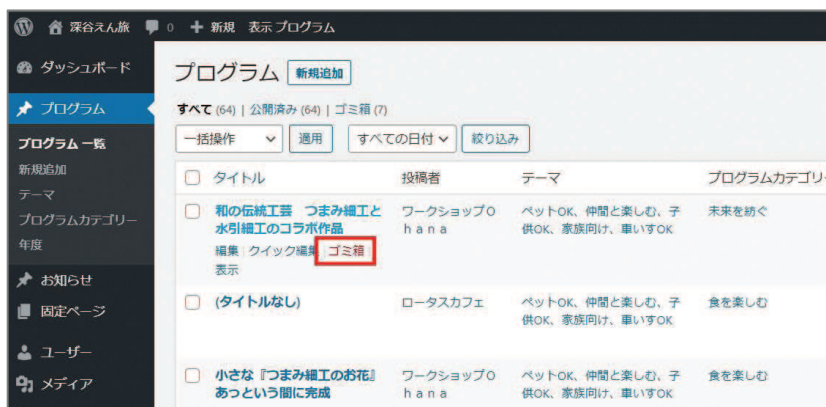 深谷えん旅 0 新規 表示 プログラム
ダッシュボード
プログラム
プログラム 一覧
新規追加
テーマ
プログラムカテゴリー
年度
お知らせ
固定ページ
ユーザー
メディア
プログラム 新規追加
すべて (64) | 公開済み (64) | ゴミ箱 (7)
一括操作 適用 すべての日付 絞り込み
タイトル 投稿者 テーマ プログラムカテゴリー
和の伝統工芸 つまみ細工と ワークショップO ペットOK、仲間と楽しむ、子 未来を紡ぐ
水引細工のコラボ作品 hana 供OK、家族向け、車いすOK
編集 クイック編集 ゴミ箱
表示
(タイトルなし) ロータスカフェ ペットOK、仲間と楽しむ、子 食を楽しむ
供OK、家族向け、車いすOK
小さな『つまみ細工のお花』 ワークショップO ペットOK、仲間と楽しむ、子 食を楽しむ
あっという間に完成 hana 供OK、家族向け、車いすOK